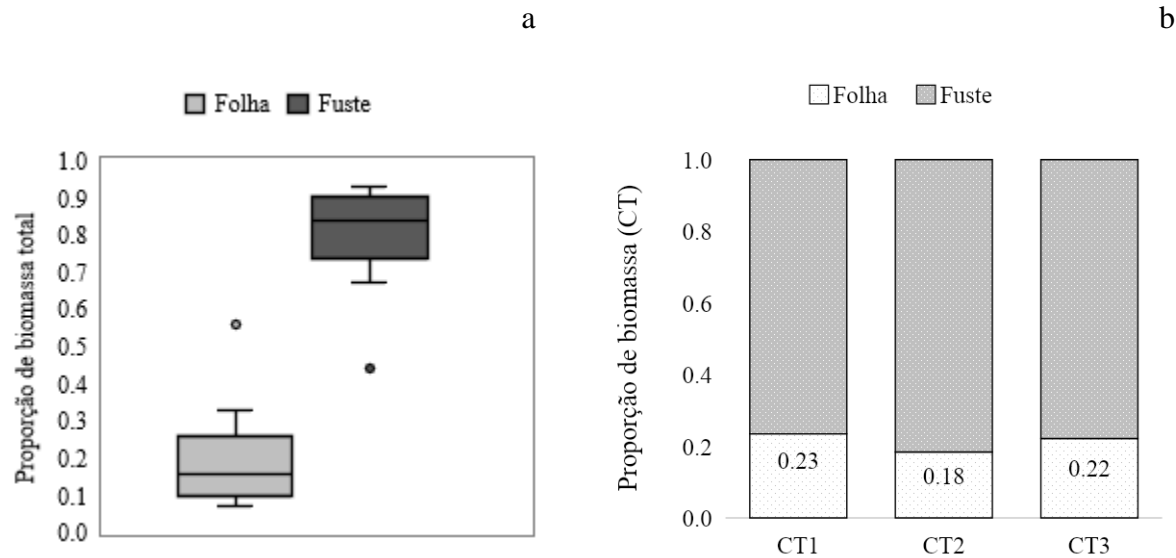 a
Folha Fuste
Proporção de biomassa total
1.0
0.9
0.8
0.7
0.6
0.5
0.4
0.3
0.2
0.1
0.0
b
Folha Fuste
Proporção de biomassa (CT)
1.0
0.8
0.6
0.4
0.2
0.0
0.23
0.18
0.22
CT1 CT2 CT3